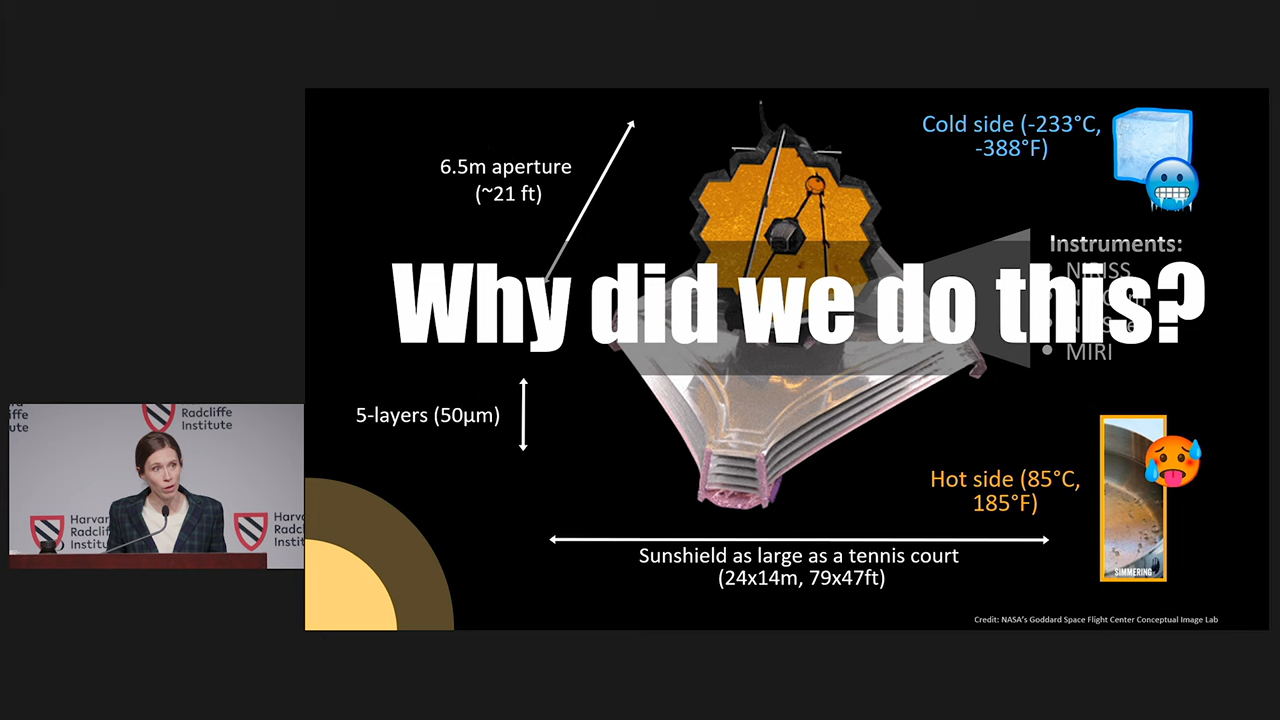 6.5m aperture
(~21 ft)
Cold side (-233°C,
-388°F)
Instruments:
NIRISS
Why did we do this?
MIRI
5-layers (50µm)
Hot side (85°C,
185°F)
SIMMERING
Sunshield as large as a tennis court
(24x14m, 79x47ft)
Credit: NASA's Goddard Space Flight Center Conceptual Image Lab
Radcliffe
Institute
Harvard
Radcliffe
Institute